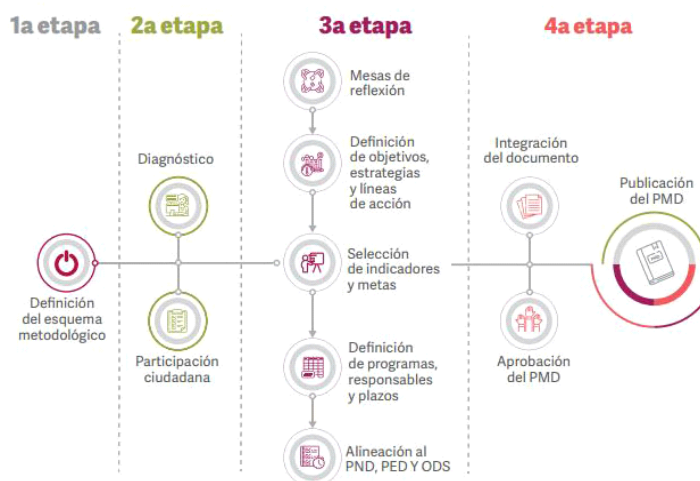 1a etapa
2a etapa
3a etapa
4a etapa
Definición
del esquema
metodológico
Diagnóstico
Participación
ciudadana
Mesas de
reflexión
Definición
de objetivos,
estrategias
y líneas
de acción
Selección
de indicadores
y metas
Definición
de programas,
responsables
y plazos
Alineación al
PND, PED Y ODS
Integración
del documento
Aprobación
del PMD
Publicación
del PMD
PMD